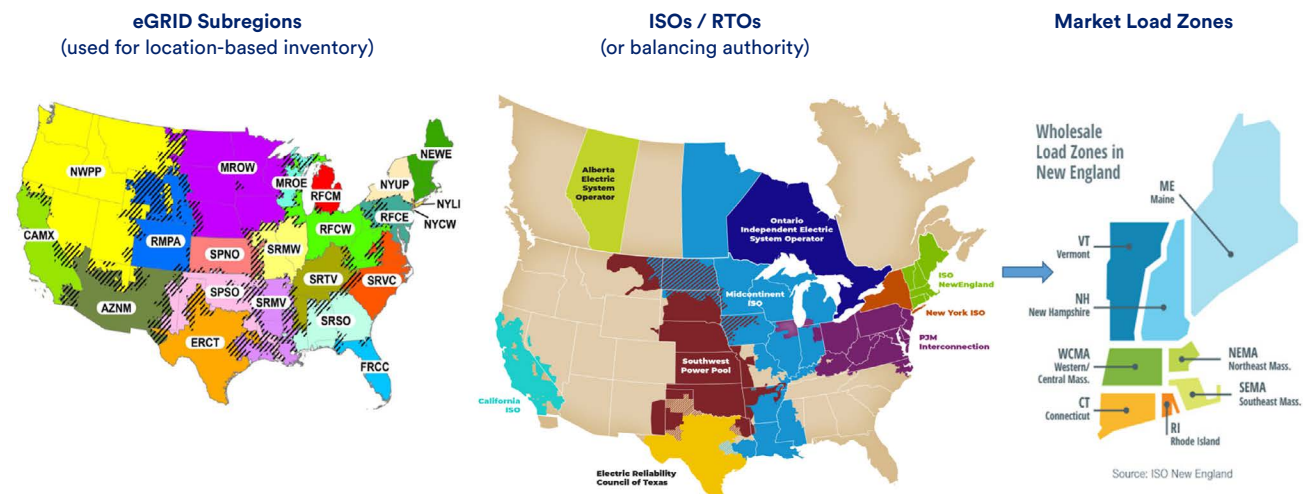 eGRID Subregions
(used for location-based inventory)
NWPP
MROW
MROE
RFCM
NYUP
NEWE
NYLI
NYCW
RFCE
RFCW
CAMX
RMPA
SPNO
SRMW
SRTV
SRVC
AZNM
SPSO
SRMV
SRSO
ERCT
FRCC
ISOs / RTOs
(or balancing authority)
Alberta
Electric
System
Operator
Ontario
Independent Electric
System Operator
Midcontinent
ISO
ISO
NewEngland
New York ISO
PJM
Interconnection
Southwest
Power Pool
California
ISO
Electric Reliability
Council of Texas
Market Load Zones
Wholesale
Load Zones in
New England
ME
Maine
VT
Vermont
NH
New Hampshire
WCMA
Western/
Central Mass.
NEMA
Northeast Mass.
SEMA
Southeast Mass.
CT
Connecticut
RI
Rhode Island
Source: ISO New England